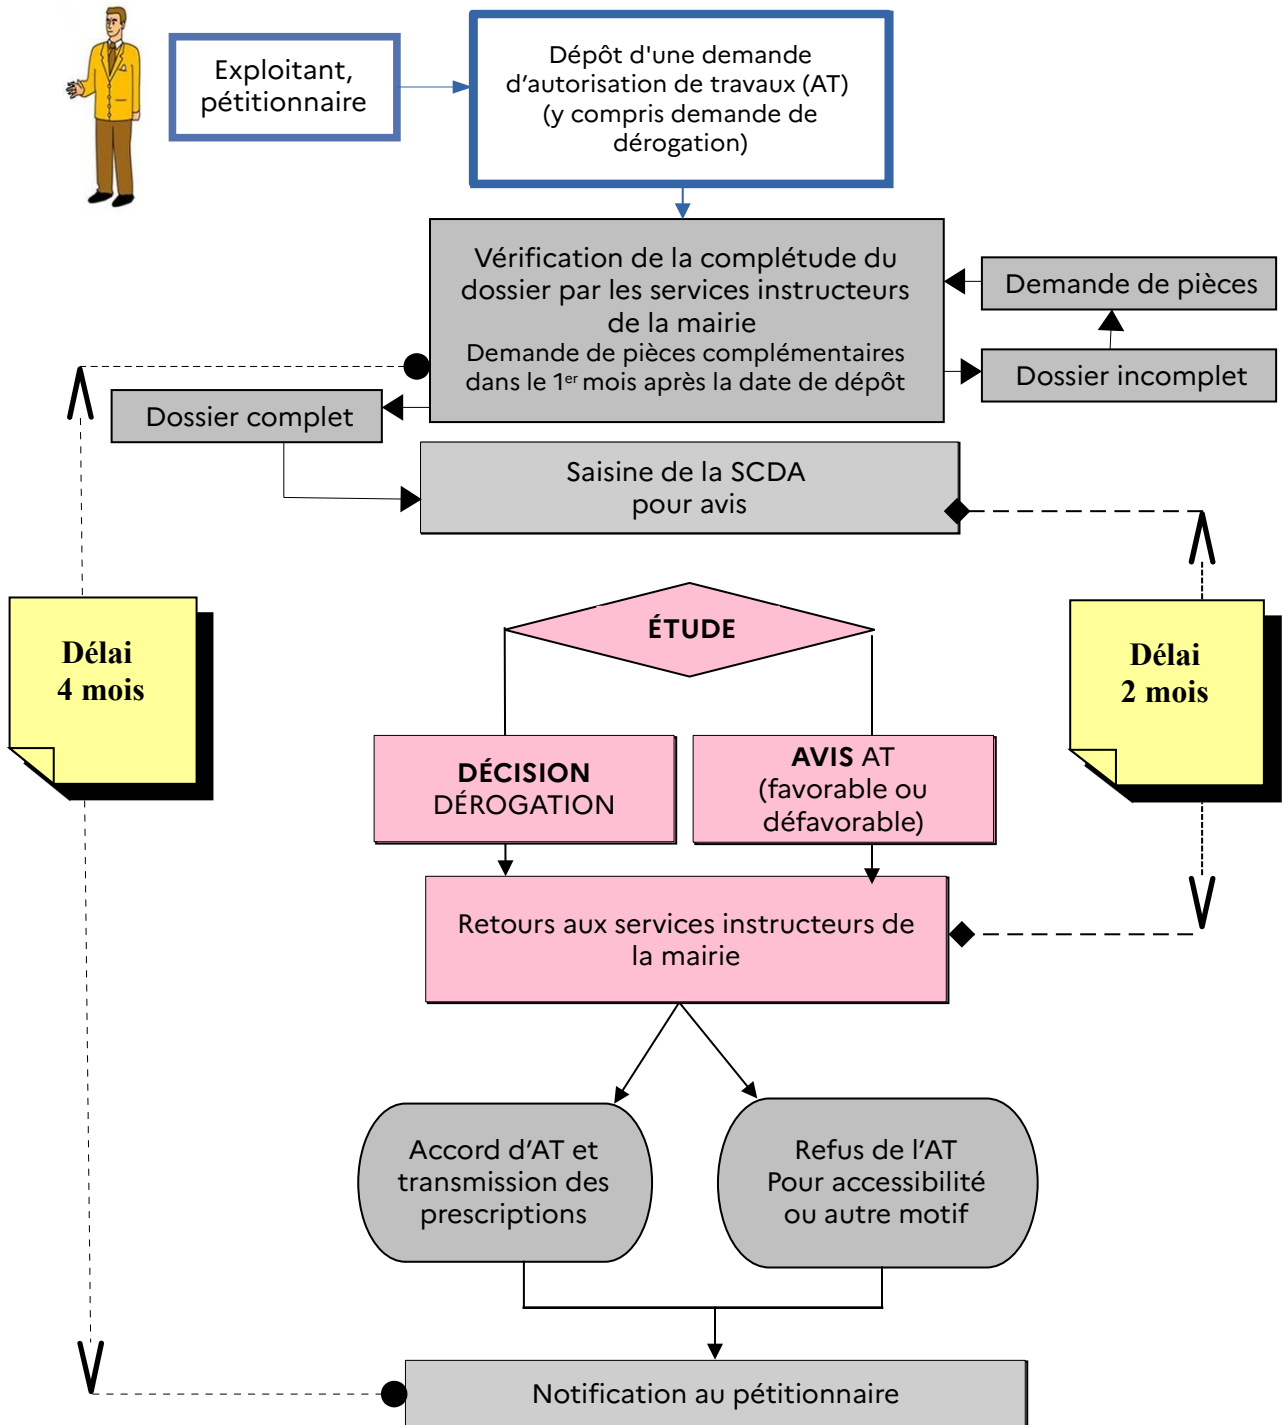 Exploitant,
pétitionnaire
Dépôt d'une demande
d’autorisation de travaux (AT)
(y compris demande de
dérogation)
Vérification de la complétude du
dossier par les services instructeurs
de la mairie
Demande de pièces complémentaires
dans le 1er mois après la date de dépôt
Demande de pièces
Dossier incomplet
Dossier complet
Saisine de la SCDA
pour avis
Délai
4 mois
ÉTUDE
Délai
2 mois
DÉCISION
DÉROGATION
AVIS AT
(favorable ou
défavorable)
Retours aux services instructeurs de
la mairie
Accord d’AT et
transmission des
prescriptions
Refus de l’AT
Pour accessibilité
ou autre motif
Notification au pétitionnaire